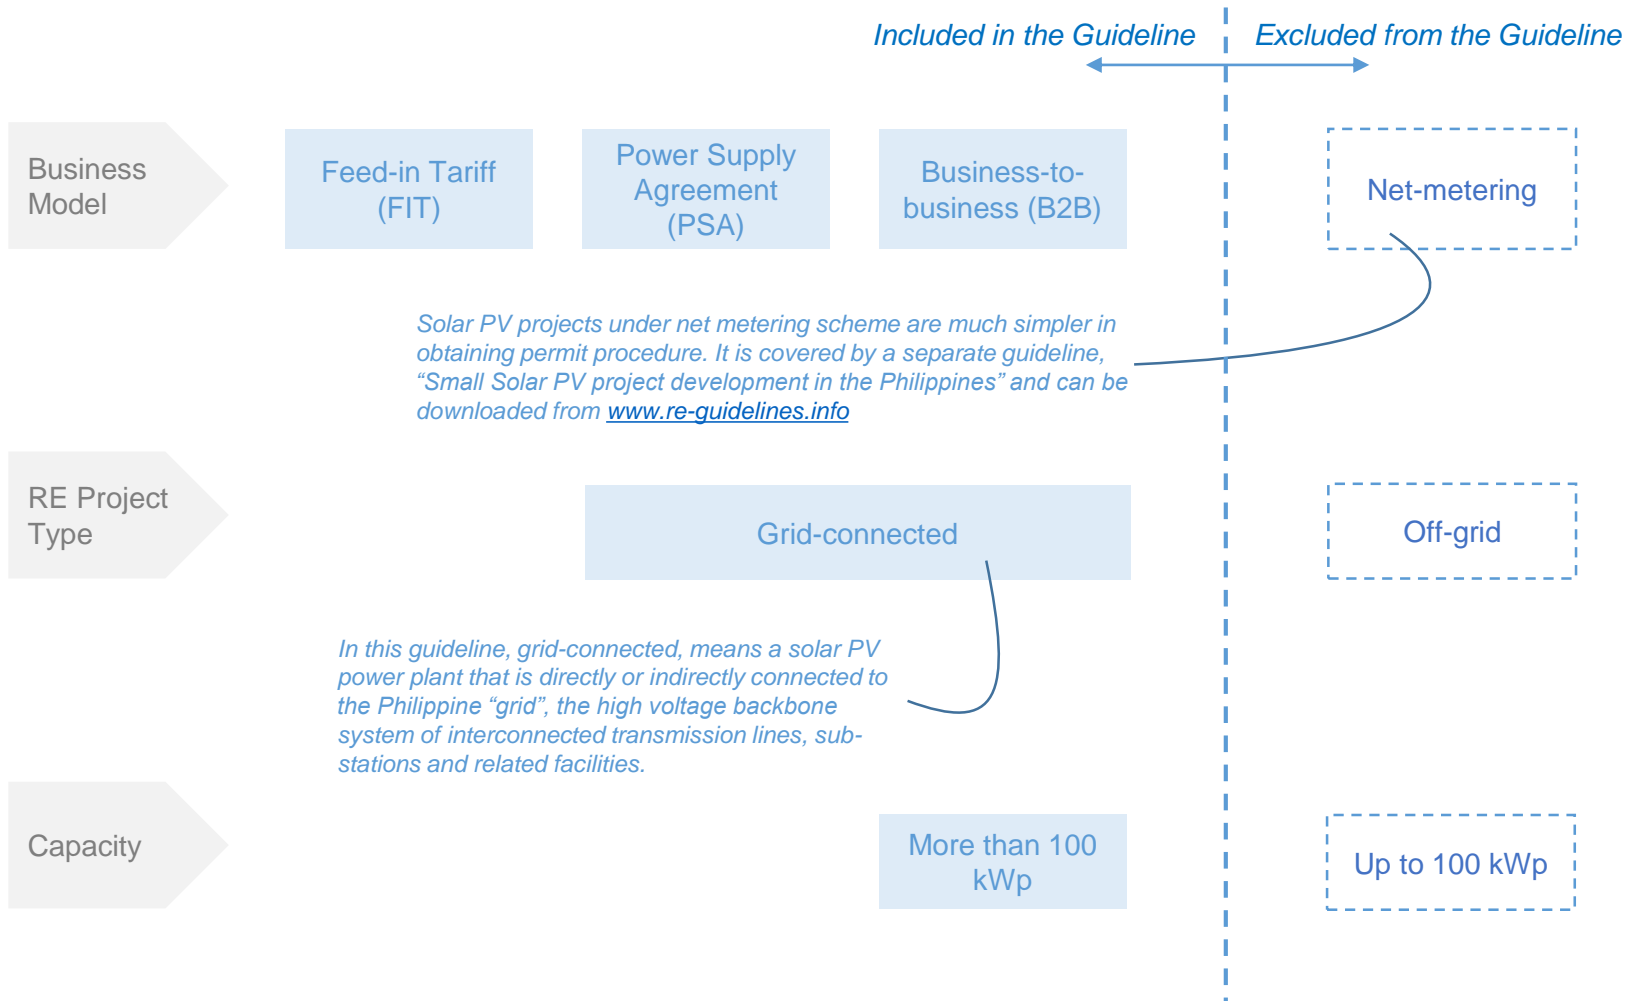 Included in the Guideline
Excluded from the Guideline
Business
Model
Feed-in Tariff
(FIT)
Power Supply
Agreement
(PSA)
Business-to-
business (B2B)
Net-metering
Solar PV projects under net metering scheme are much simpler in
obtaining permit procedure. It is covered by a separate guideline,
“Small Solar PV project development in the Philippines” and can be
downloaded from www.re-guidelines.info
RE Project
Type
Grid-connected
Off-grid
In this guideline, grid-connected, means a solar PV
power plant that is directly or indirectly connected to
the Philippine “grid”, the high voltage backbone
system of interconnected transmission lines, sub-
stations and related facilities.
Capacity
More than 100
kWp
Up to 100 kWp